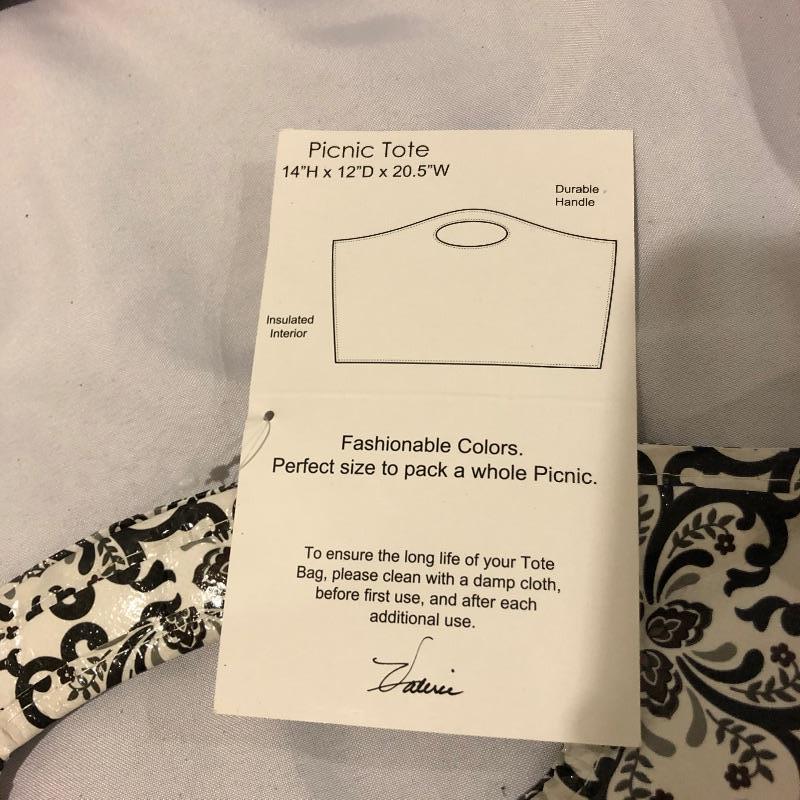 Picnic Tote
14"H x 12"D x 20.5"W
Durable
Handle
Insulated
Interior
Fashionable Colors.
Perfect size to pack a whole Picnic.
To ensure the long life of your Tote
Bag, please clean with a damp cloth,
before first use, and after each
additional use.
Valerie